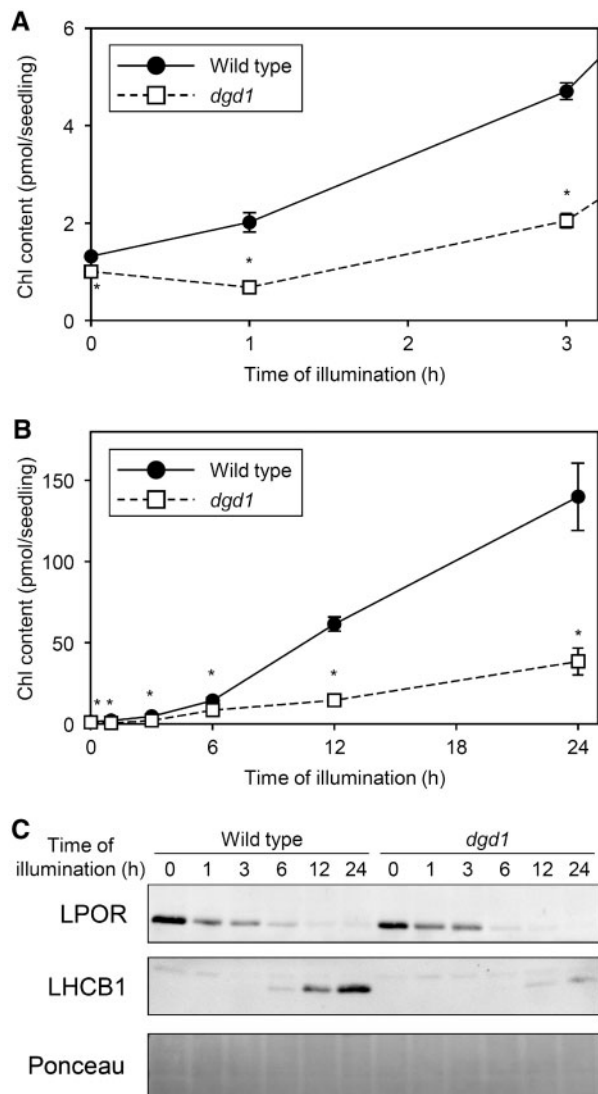 A
6
Wild type
dgd1
4
Chl content (pmol/seedling)
2
*
*
*
0
0 1 2 3
Time of illumination (h)
B
Wild type
dgd1
150
100
Chl content (pmol/seedling)
50
* * * * * *
0
0 6 12 18 24
Time of illumination (h)
C
Time of illumination (h)
Wild type dgd1
0 1 3 6 12 24 0 1 3 6 12 24
LPOR
LHCB1
Ponceau